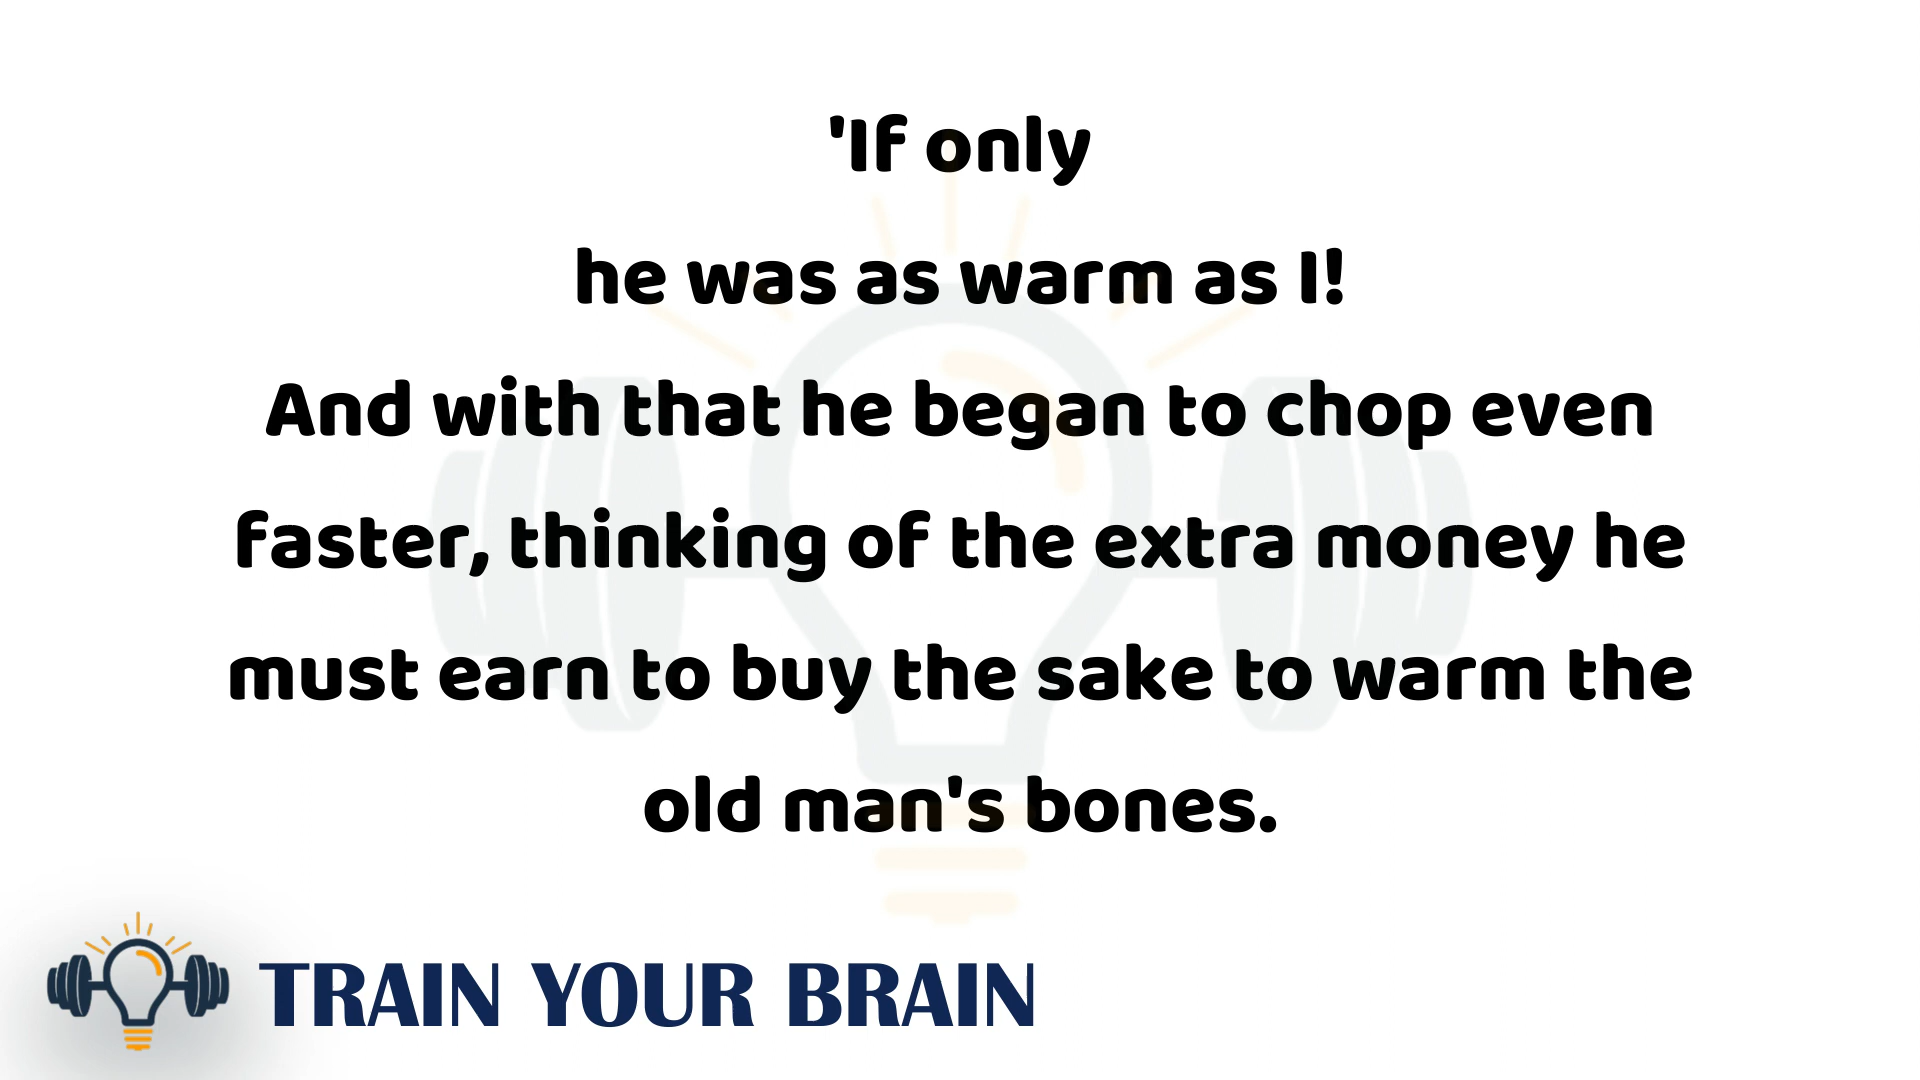 'If only
he was as warm as I!
And with that he began to chop even
faster, thinking of the extra money he
must earn to buy the sake to warm the
old man's bones.
TRAIN YOUR BRAIN